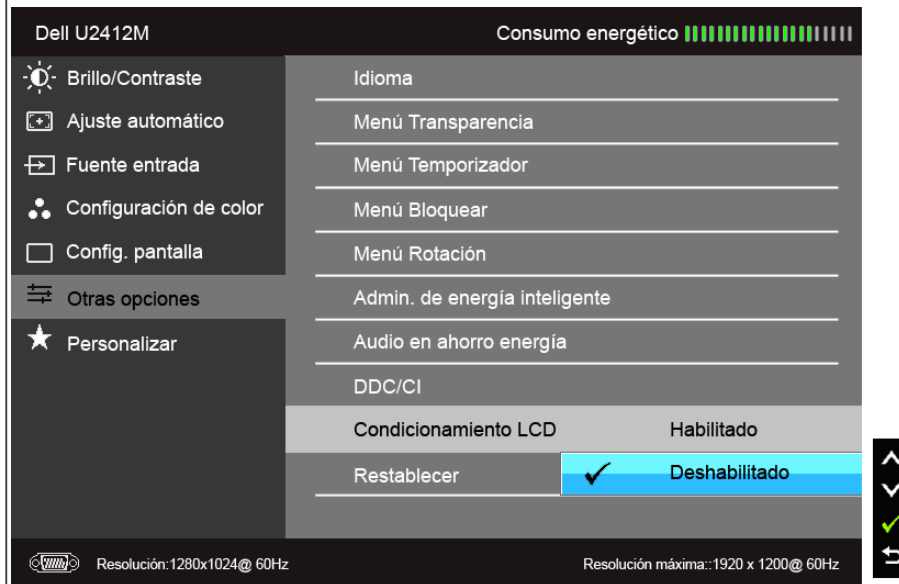 Dell U2412M
Consumo energético
Brillo/Contraste
Ajuste automático
Fuente entrada
Configuración de color
Config. pantalla
Otras opciones
Personalizar
Idioma
Menú Transparencia
Menú Temporizador
Menú Bloquear
Menú Rotación
Admin. de energía inteligente
Audio en ahorro energía
DDC/CI
Condicionamiento LCD
Habilitado
Restablecer
Deshabilitado
Resolución:1280x1024@ 60Hz
Resolución máxima::1920 x 1200@ 60Hz